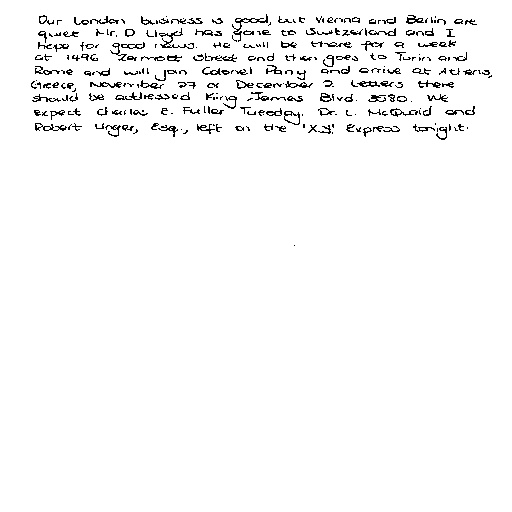 Our London business is good, but Vienna and Berlin are
quiet Mr. D Lloyd has gone to Switzerland and I
hope for good news. He will be there for a week
at 1496 Zermott Street and then goes to Turin and
Rome and will join Colonel Parry and arrive at Athens,
Greece, November 27 or December 2. Letters there
should be addressed King James Blvd. 3580. We
expect Charles E. Fuller Tuesday. Dr. L. McQuaid and
Robert Unger, Esq., left on the 'X.Y.' Express tonight.